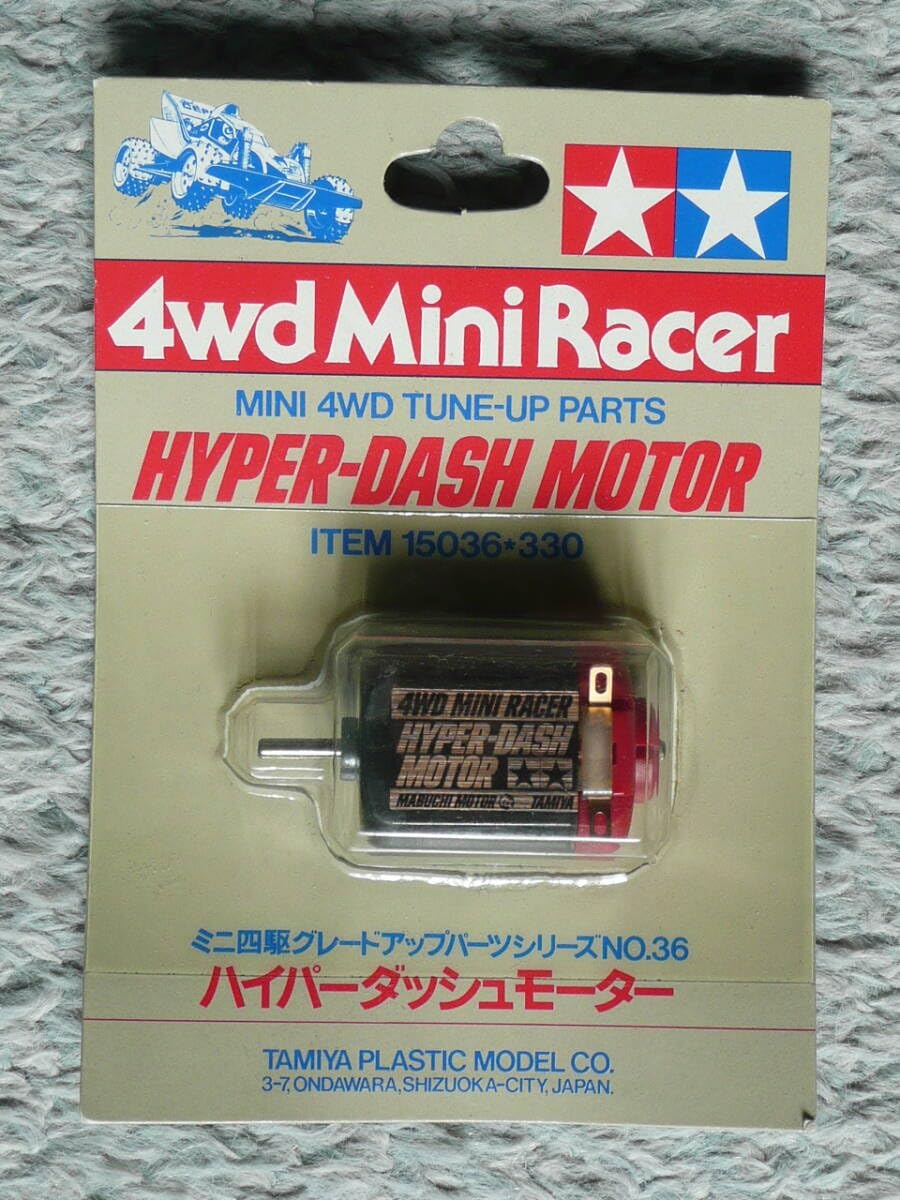 4wd Mini Racer
MINI 4WD TUNE-UP PARTS
HYPER-DASH MOTOR
ITEM 15036*330
4WD MINI RACER
HYPER-DASH
MOTOR
MABUCHI MOTOR TAMIYA
ミニ四駆グレードアップパーツシリーズNO.36
ハイパーダッシュモーター
TAMIYA PLASTIC MODEL CO.
3-7, ONDAWARA, SHIZUOKA-CITY, JAPAN.